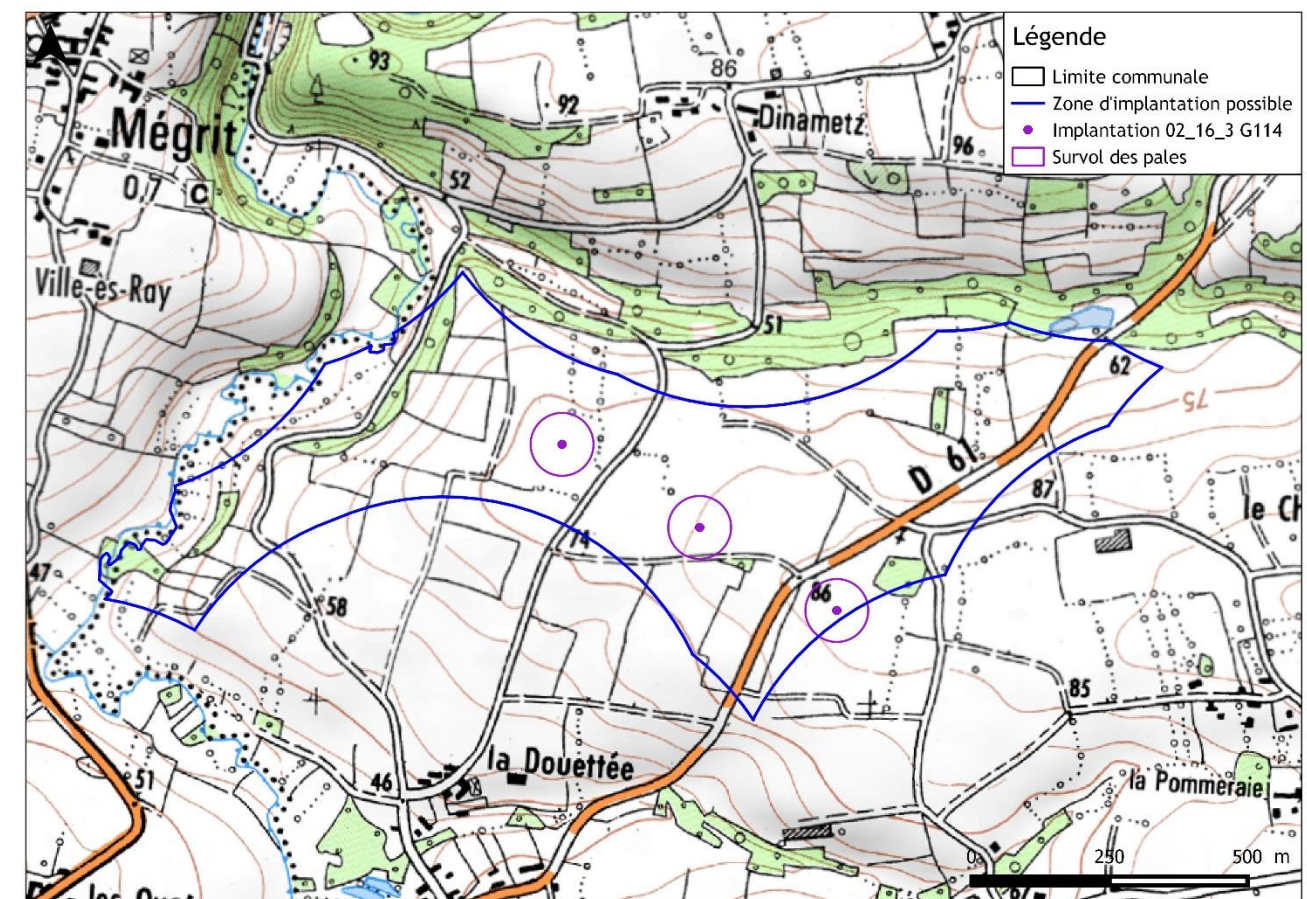 Légende
Limite communale
Zone d'implantation possible
Implantation 02_16_3 G114
Survol des pales
93
86
92
Dinametz
96
Mégrit
52
0,7
C
Ville-es-Ray
51
62
75
D 61
87
le Ch
74
47
86
58
85
la Douettée
46
51
la Pommeraie
0
250
500 m